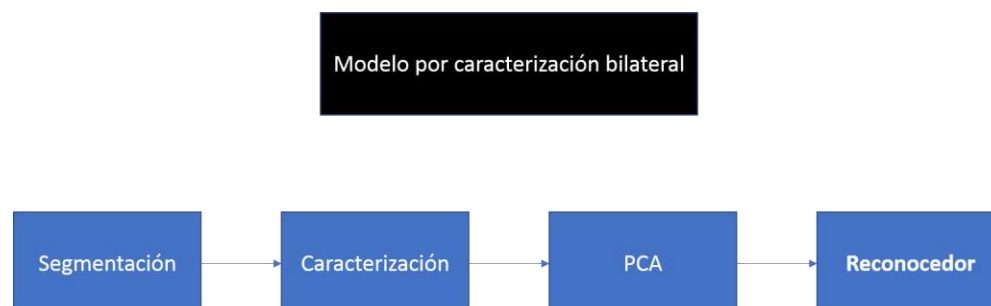 Modelo por caracterización bilateral
Segmentación
Caracterización
PCA
Reconocedor